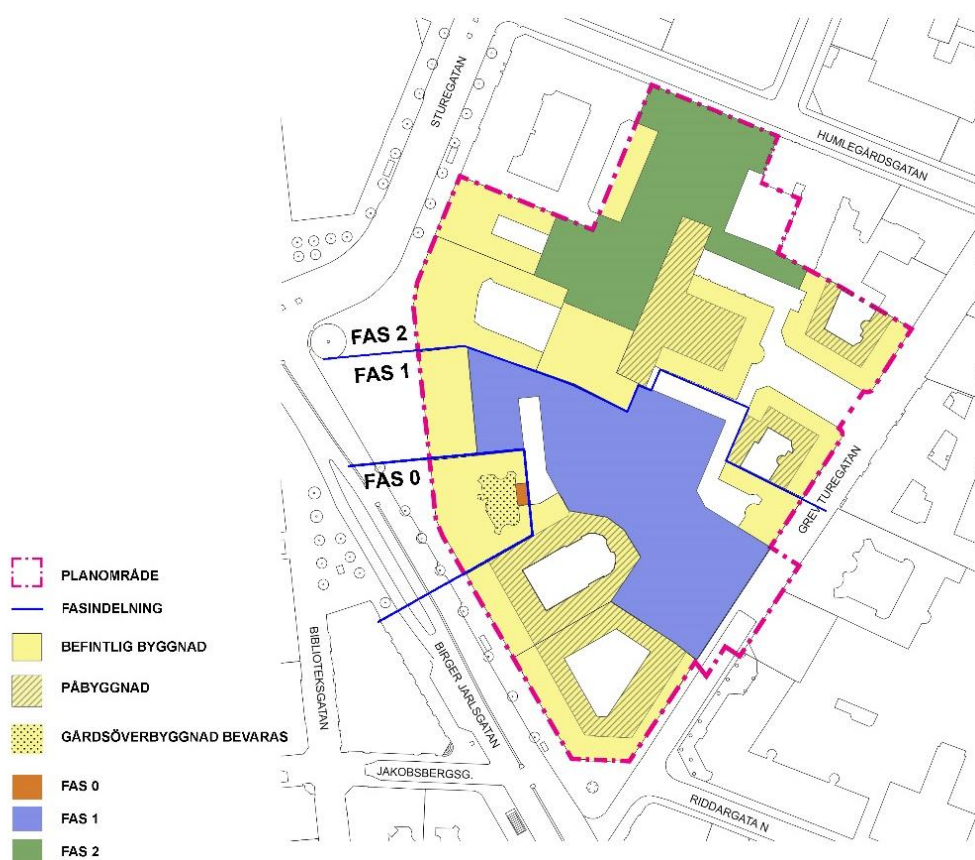 STUREGATAN
HUMLEGÅRDSGATAN
FAS 2
FAS 1
FAS 0
GREV TUREGATAN
PLANOMRÅDE
FASINDELNING
BEFINTLIG BYGGNAD
PÅBYGGNAD
GÅRDSÖVERBYGGNAD BEVARAS
FAS 0
FAS 1
FAS 2
BIBLIOTEKSGATAN
BIRGER JARLSGATAN
JAKOBSBERGSG.
RIDDARGATA N